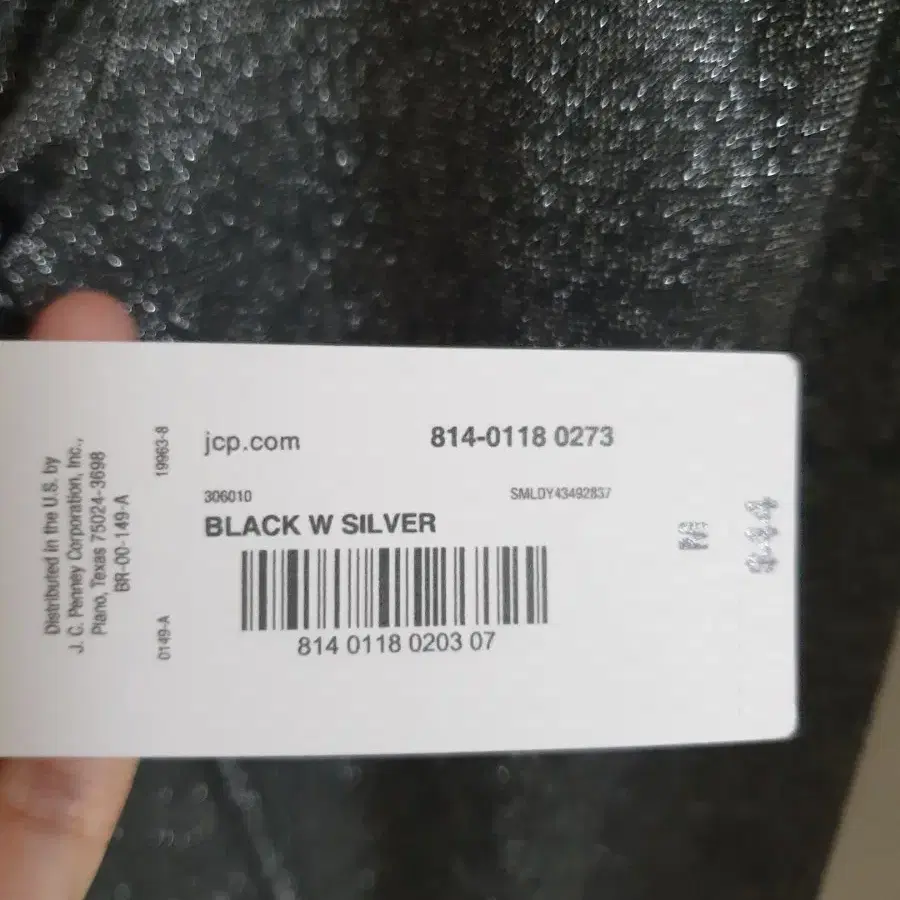 jcp.com
814-0118 0273
306010
SMLDY43492837
BLACK W SILVER
814 0118 0203 07
Distributed in the U.S. by
J. C. Penney Corporation, Inc.,
Plano, Texas 75024-3698
BR-00-149-A
0149-A
19963-8